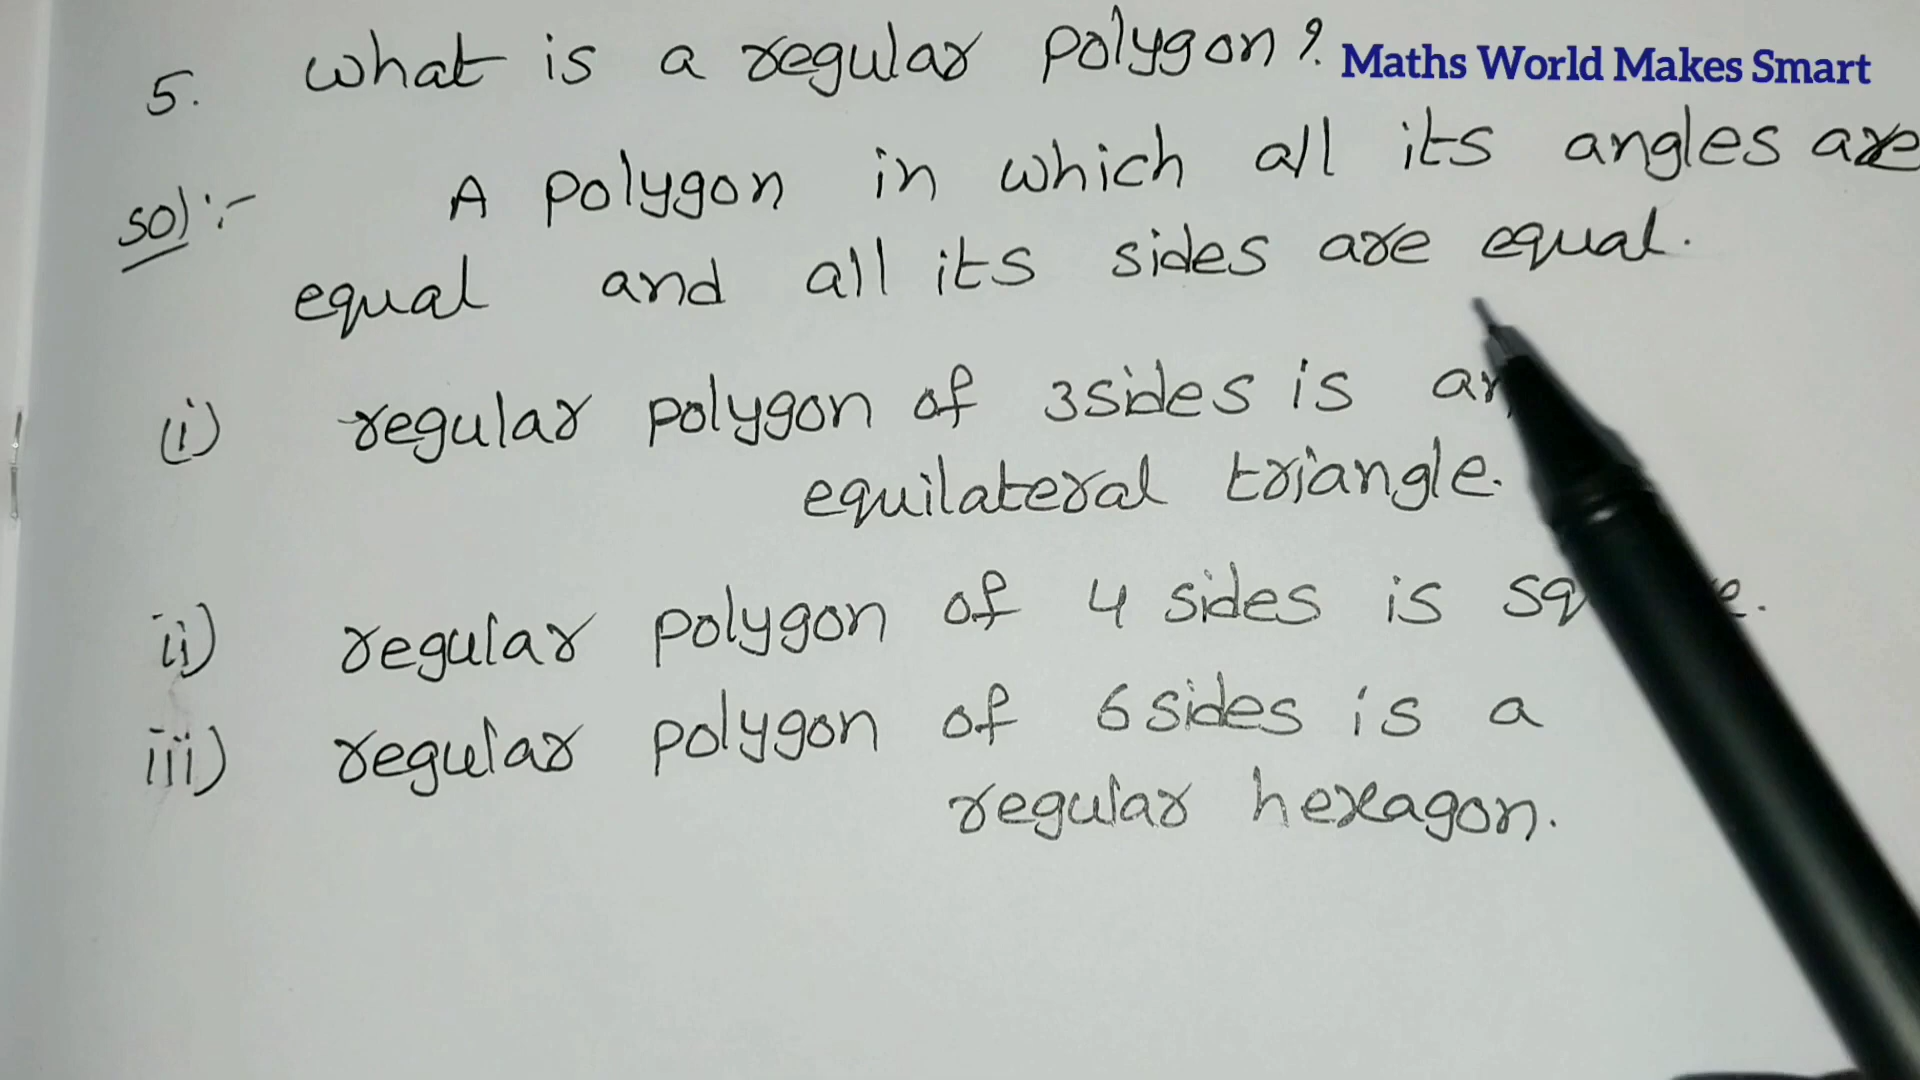 5. What is a regular polygon? Maths World Makes Smart
sol:- A polygon in which all its angles are
equal and all its sides are equal.
(i) regular polygon of 3sides is an
equilateral triangle.
ii) regular polygon of 4 sides is
iii) regular polygon of 6sides is a
regular hexagon.